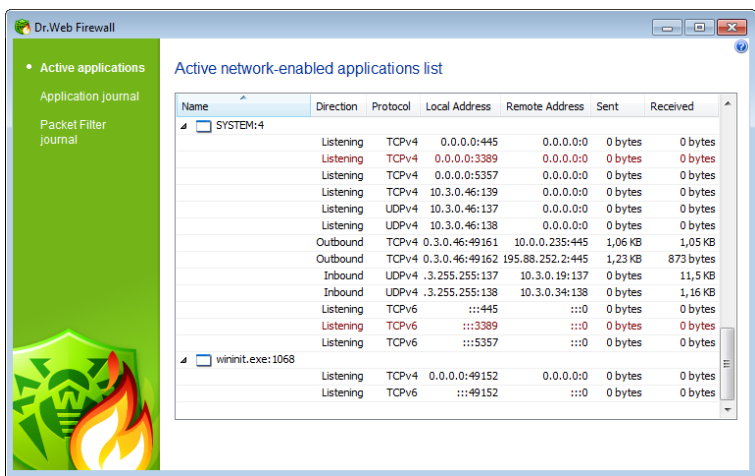 Dr.Web Firewall
Active applications
Application journal
Packet Filter
journal
Active network-enabled applications list
Name Direction Protocol Local Address Remote Address Sent Received
SYSTEM:4
Listening TCPv4 0.0.0.0:445 0.0.0.0:0 0 bytes 0 bytes
Listening TCPv4 0.0.0.0:3389 0.0.0.0:0 0 bytes 0 bytes
Listening TCPv4 0.0.0.0:5357 0.0.0.0:0 0 bytes 0 bytes
Listening TCPv4 10.3.0.46:139 0.0.0.0:0 0 bytes 0 bytes
Listening UDPv4 10.3.0.46:137 0.0.0.0:0 0 bytes 0 bytes
Listening UDPv4 10.3.0.46:138 0.0.0.0:0 0 bytes 0 bytes
Outbound TCPv4 0.3.0.46:49161 10.0.0.235:445 1,06 KB 1,05 KB
Outbound TCPv4 0.3.0.46:49162 195.88.252.2:445 1,23 KB 873 bytes
Inbound UDPv4 .3.255.255:137 10.3.0.19:137 0 bytes 11,5 KB
Inbound UDPv4 .3.255.255:138 10.3.0.34:138 0 bytes 1,16 KB
Listening TCPv6 :::445 :::0 0 bytes 0 bytes
Listening TCPv6 :::3389 :::0 0 bytes 0 bytes
Listening TCPv6 :::5357 :::0 0 bytes 0 bytes
wininit.exe:1068
Listening TCPv4 0.0.0.0:49152 0.0.0.0:0 0 bytes 0 bytes
Listening TCPv6 :::49152 :::0 0 bytes 0 bytes